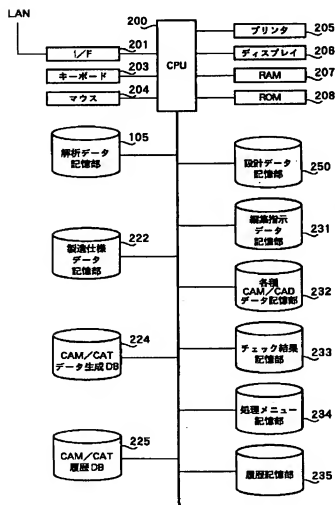 LAN
200
CPU
I/F
201
キーボード
203
マウス
204
プリンタ
205
ディスプレイ
206
RAM
207
ROM
208
解析データ
記憶部
105
製造仕様
データ
記憶部
222
CAM/CAT
データ生成DB
224
CAM/CAT
履歴DB
225
設計データ
記憶部
250
編集指示
データ
記憶部
231
各種
CAM/CAD
データ記憶部
232
チェック結果
記憶部
233
処理メニュー
記憶部
234
履歴記憶部
235